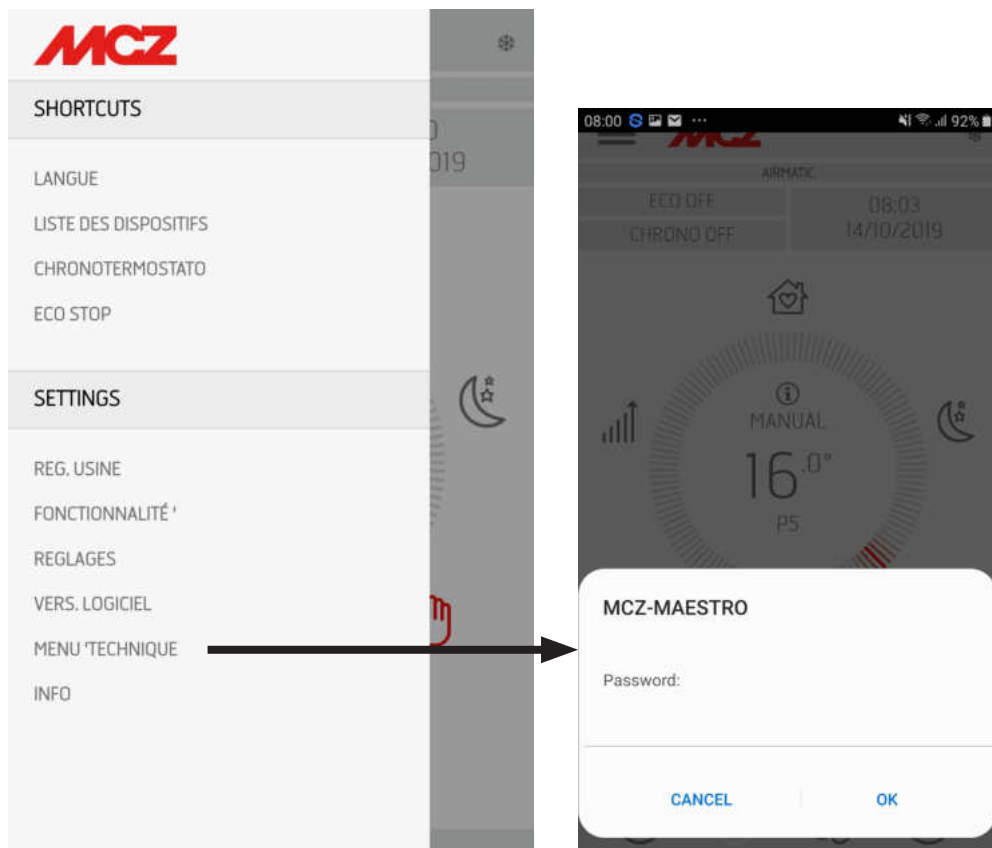 MCZ
SHORTCUTS
LANGUE
LISTE DES DISPOSITIFS
CHRONOTERMOSTATO
ECO STOP
SETTINGS
REG. USINE
FONCTIONNALITÉ '
REGLAGES
VERS. LOGICIEL
MENU 'TECHNIQUE
INFO
019
08:00 ... 92%
MCZ
AIRMATIC
ECO OFF
CHRONO OFF
08:03
14/10/2019
MANUAL
16.0°
P5
MCZ-MAESTRO
Password:
CANCEL OK